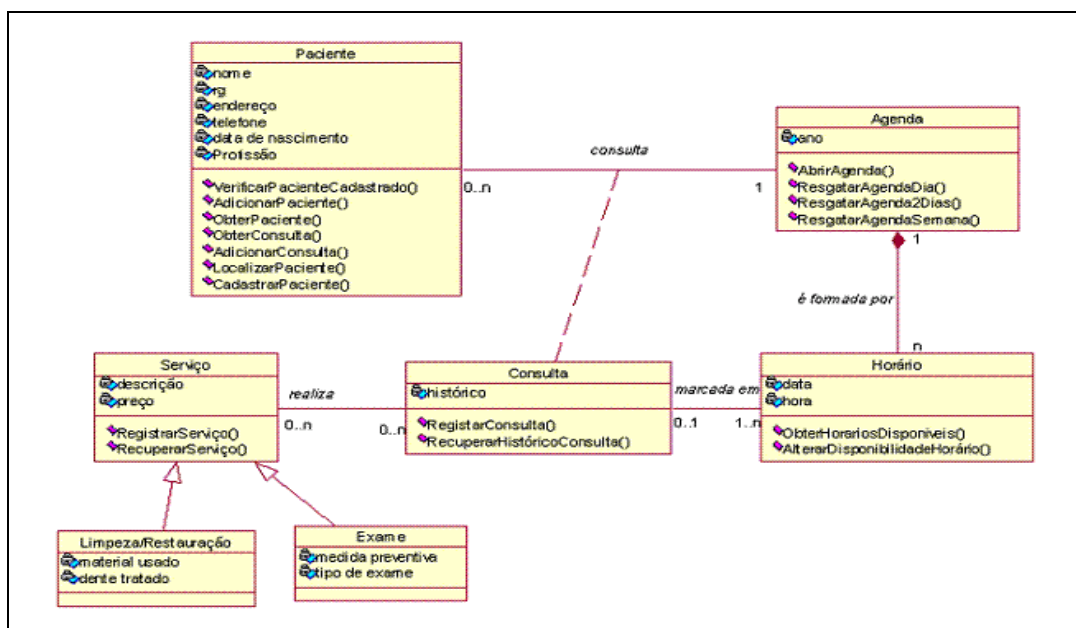 Paciente
nome
rg
endereço
telefone
data de nascimento
Profissão
VerificarPacienteCadastrado()
AdicionarPaciente()
ObterPaciente()
ObterConsulta()
AdicionarConsulta()
LocalizarPaciente()
CadastrarPaciente()
consulta
0..n
1
Agenda
ano
AbrirAgenda()
ResgatarAgendaDia()
ResgatarAgenda2Dias()
ResgatarAgendaSemana()
1
é formada por
n
Serviço
descrição
preço
RegistrarServiço()
RecuperarServiço()
realiza
0..n
0..n
Consulta
histórico
RegistarConsulta()
RecuperarHistóricoConsulta()
marcada em
0..1
1..n
Horário
data
hora
ObterHorariosDisponiveis()
AlterarDisponibilidadeHorário()
Limpeza/Restauração
material usado
dente tratado
Exame
medida preventiva
tipo de exame